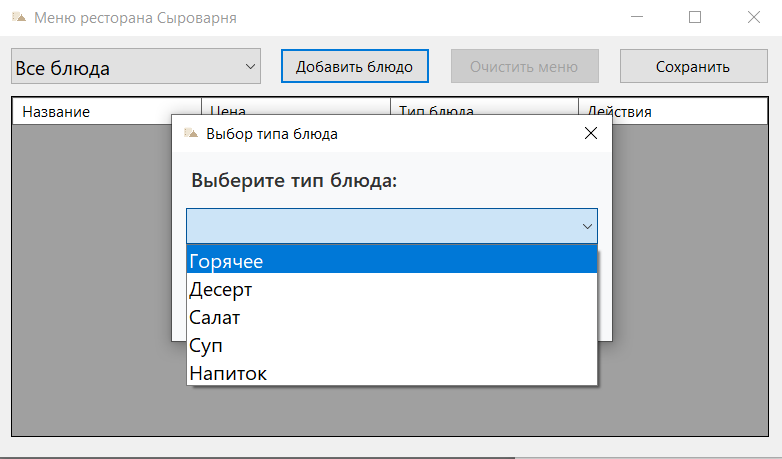 Меню ресторана Сыроварня
Все блюда
Добавить блюдо
Очистить меню
Сохранить
Название
Цена
Тип блюда
Действия
Выбор типа блюда
Выберите тип блюда:
Горячее
Десерт
Салат
Суп
Напиток